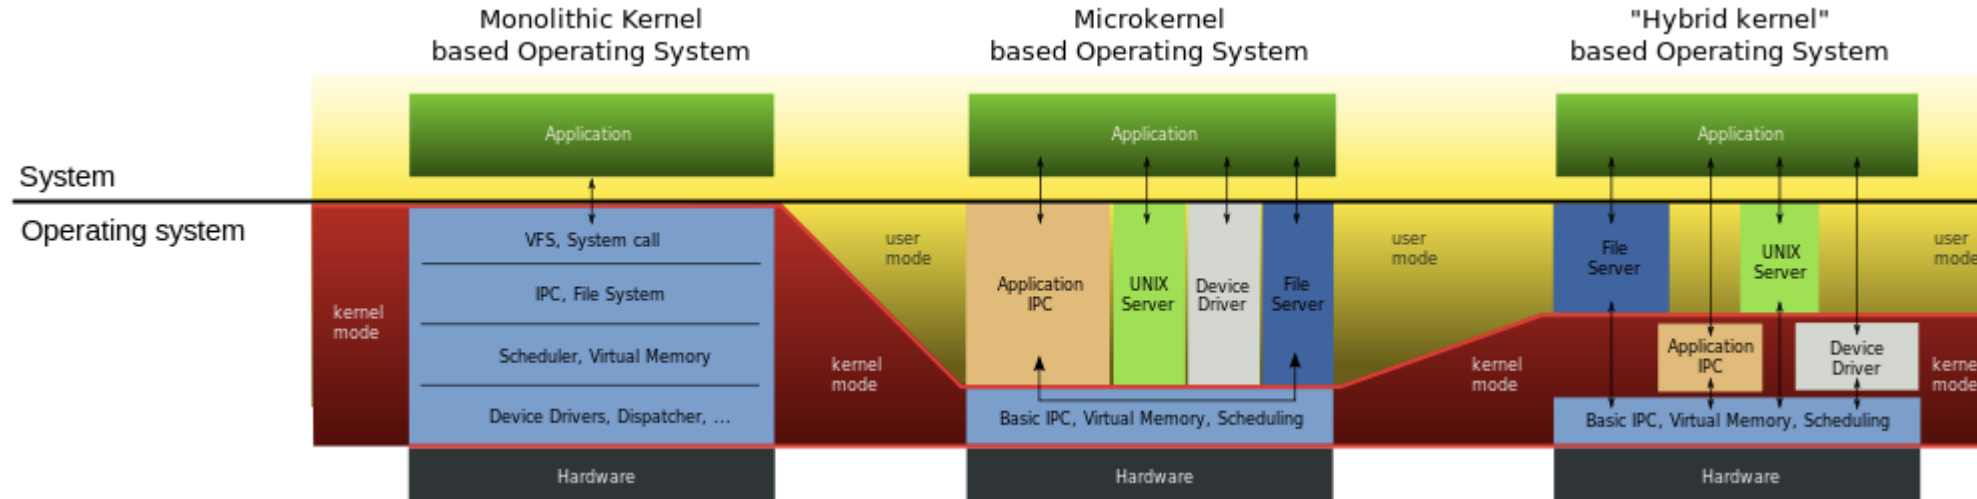 Monolithic Kernel
based Operating System
Microkernel
based Operating System
"Hybrid kernel"
based Operating System
Application
Application
Application
System
Operating system
kernel
mode
VFS, System call
IPC, File System
Scheduler, Virtual Memory
Device Drivers, Dispatcher, ...
Hardware
user
mode
kernel
mode
Application
IPC
UNIX
Server
Device
Driver
File
Server
Basic IPC, Virtual Memory, Scheduling
Hardware
user
mode
kernel
mode
File
Server
UNIX
Server
Application
IPC
Device
Driver
Basic IPC, Virtual Memory, Scheduling
Hardware
user
mode
kernel
mode